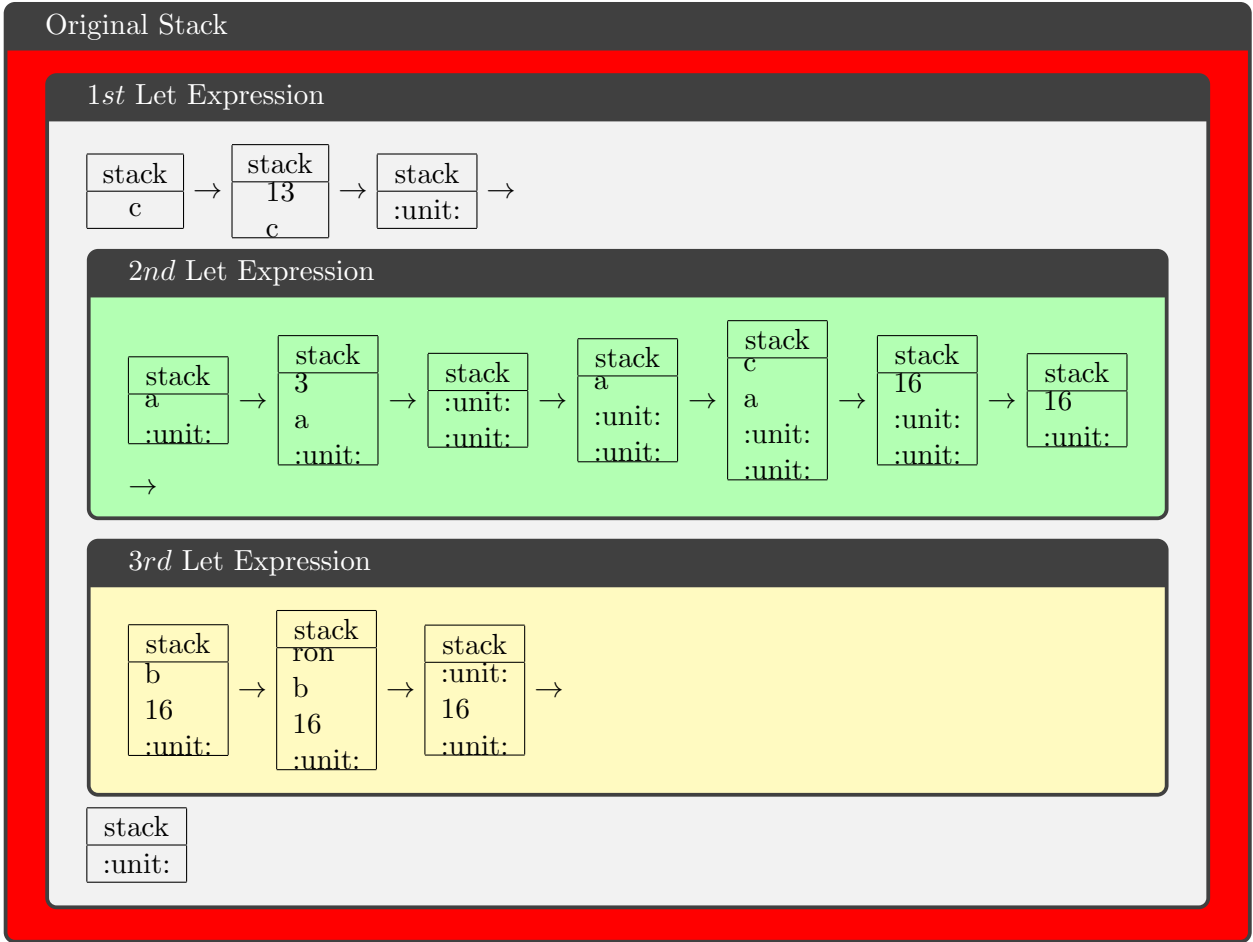 Original Stack
1st Let Expression
stack → stack → stack →
c
13
c
:unit:
2nd Let Expression
stack → stack → stack → stack → stack → stack → stack
a
:unit:
3
a
:unit:
:unit:
:unit:
a
:unit:
:unit:
c
a
:unit:
:unit:
16
:unit:
:unit:
16
:unit:
→
3rd Let Expression
stack → stack → stack →
b
16
:unit:
ron
b
16
:unit:
:unit:
16
:unit:
stack
:unit: